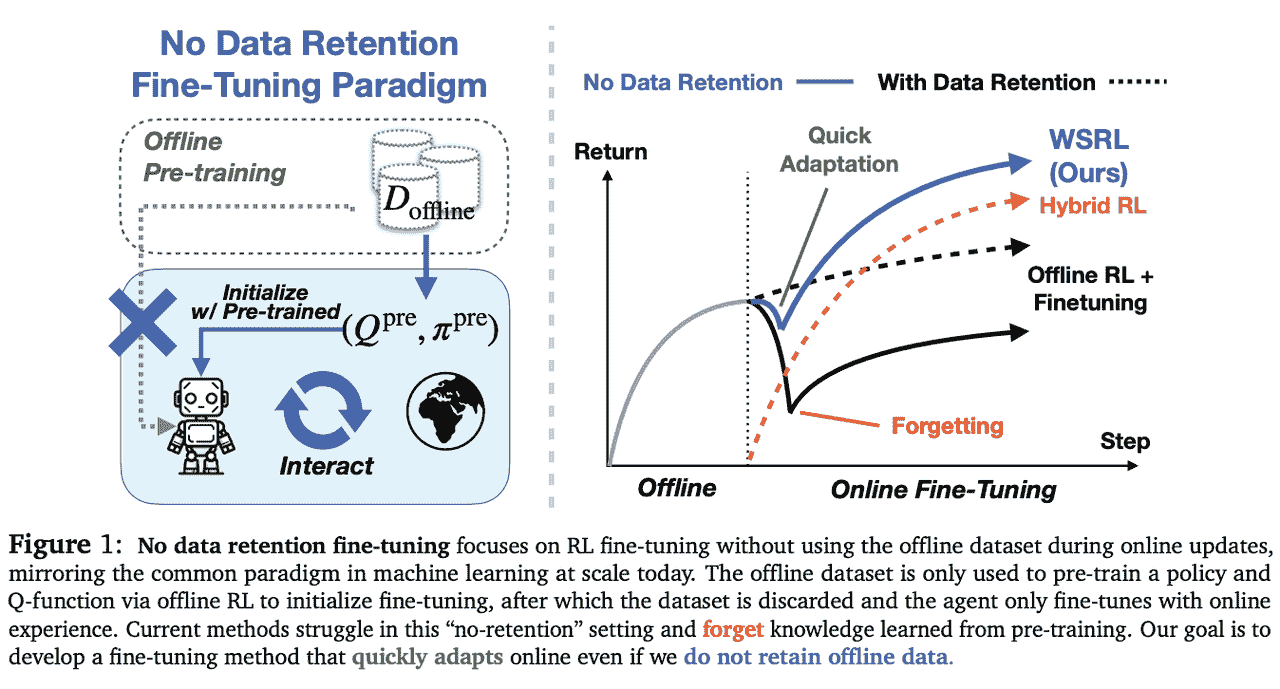 No Data Retention
Fine-Tuning Paradigm
Offline
Pre-training
D_offline
Initialize
w/ Pre-trained
(Q^pre, π^pre)
Interact
No Data Retention
With Data Retention
Return
Quick
Adaptation
WSRL
(Ours)
Hybrid RL
Offline RL +
Finetuning
Forgetting
Step
Offline
Online Fine-Tuning
Figure 1: No data retention fine-tuning focuses on RL fine-tuning without using the offline dataset during online updates,
mirroring the common paradigm in machine learning at scale today. The offline dataset is only used to pre-train a policy and
Q-function via offline RL to initialize fine-tuning, after which the dataset is discarded and the agent only fine-tunes with online
experience. Current methods struggle in this “no-retention” setting and forget knowledge learned from pre-training. Our goal is to
develop a fine-tuning method that quickly adapts online even if we do not retain offline data.